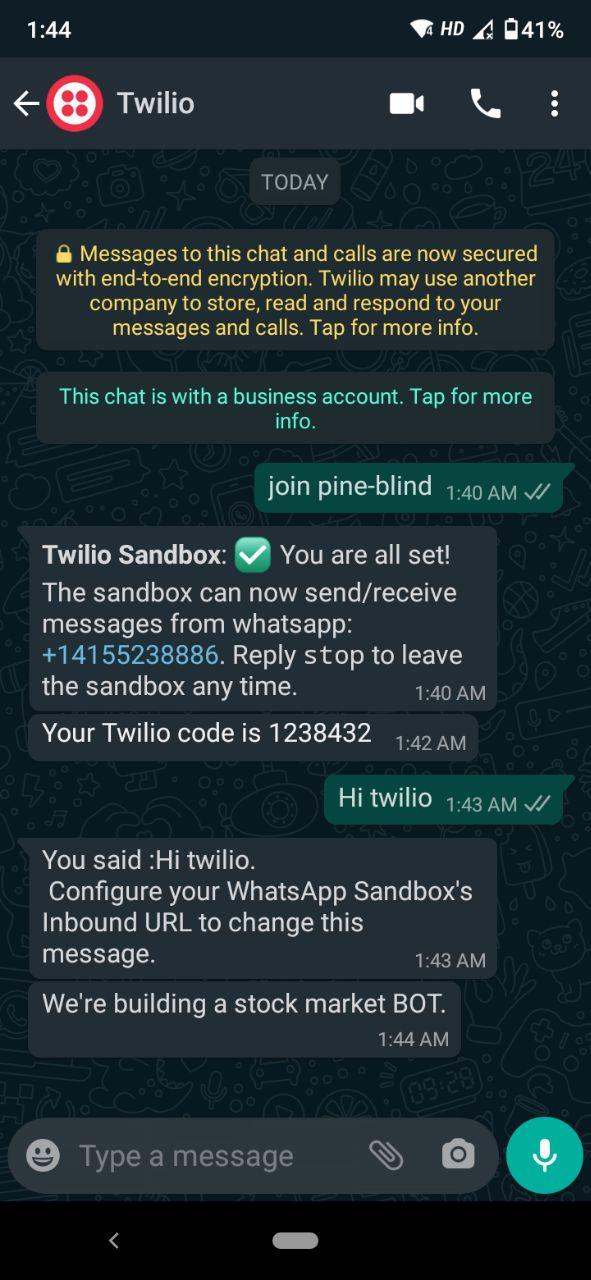 1:44
4 HD 41%
Twilio
TODAY
🔒 Messages to this chat and calls are now secured
with end-to-end encryption. Twilio may use another
company to store, read and respond to your
messages and calls. Tap for more info.
This chat is with a business account. Tap for more
info.
join pine-blind 1:40 AM
Twilio Sandbox: ✅ You are all set!
The sandbox can now send/receive
messages from whatsapp:
+14155238886. Reply stop to leave
the sandbox any time. 1:40 AM
Your Twilio code is 1238432 1:42 AM
Hi twilio 1:43 AM
You said :Hi twilio.
Configure your WhatsApp Sandbox's
Inbound URL to change this
message. 1:43 AM
We're building a stock market BOT.
1:44 AM
Type a message